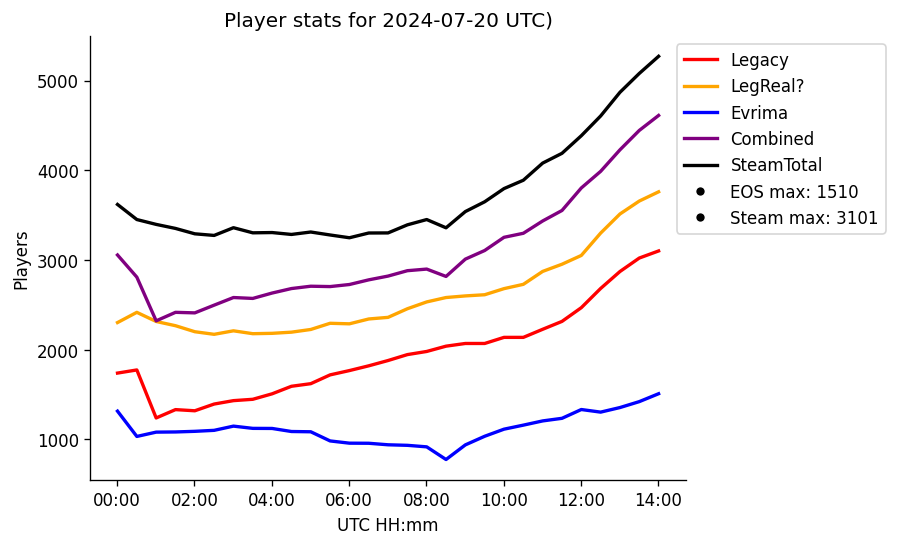 Player stats for 2024-07-20 UTC)
Players
5000
4000
3000
2000
1000
00:00 02:00 04:00 06:00 08:00 10:00 12:00 14:00
UTC HH:mm
Legacy
LegReal?
Evrima
Combined
SteamTotal
EOS max: 1510
Steam max: 3101